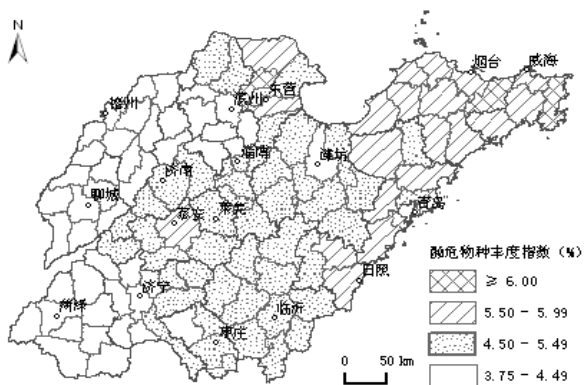 N
烟台
威海
东营
滨州
德州
淄博
潍坊
济南
聊城
青岛
泰安
莱芜
日照
济宁
菏泽
临沂
枣庄
濒危物种丰度指数 (%)
≥ 6.00
5.50 - 5.99
4.50 - 5.49
3.75 - 4.49
0 50 km